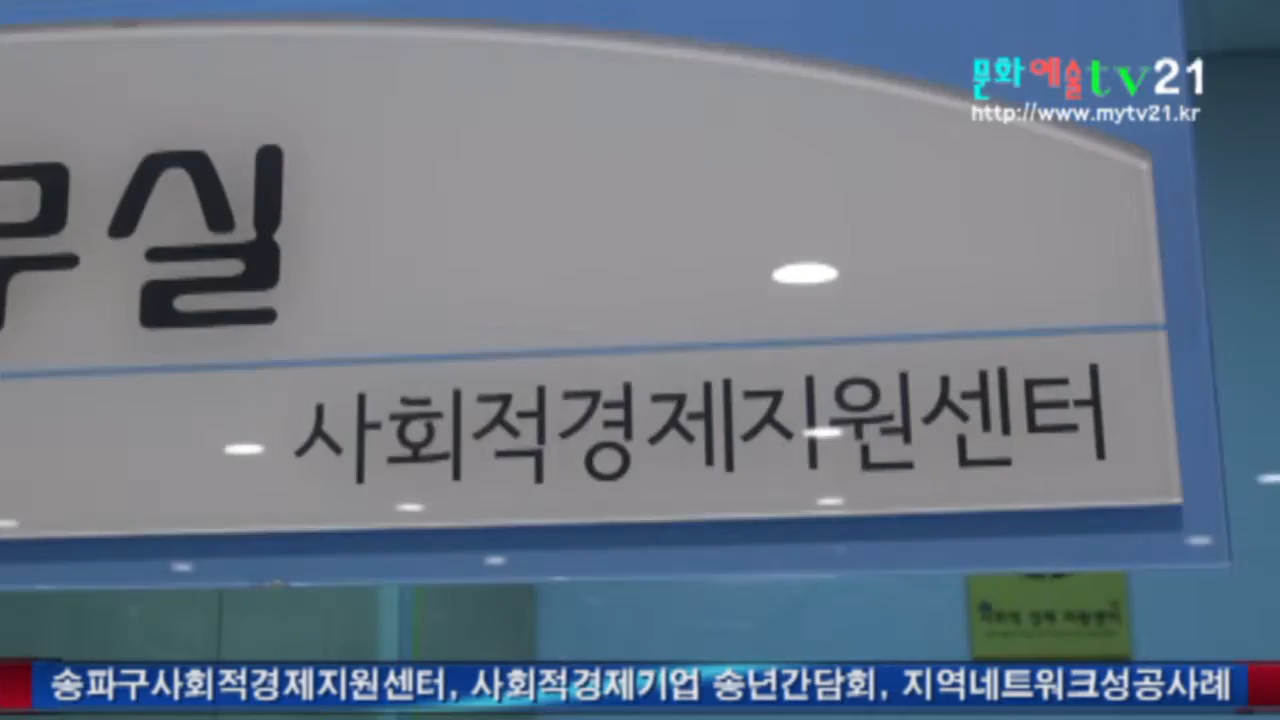 문화예술tv21
http://www.mytv21.kr
무실
사회적경제지원센터
송파구사회적경제지원센터, 사회적경제기업 송년간담회, 지역네트워크성공사례